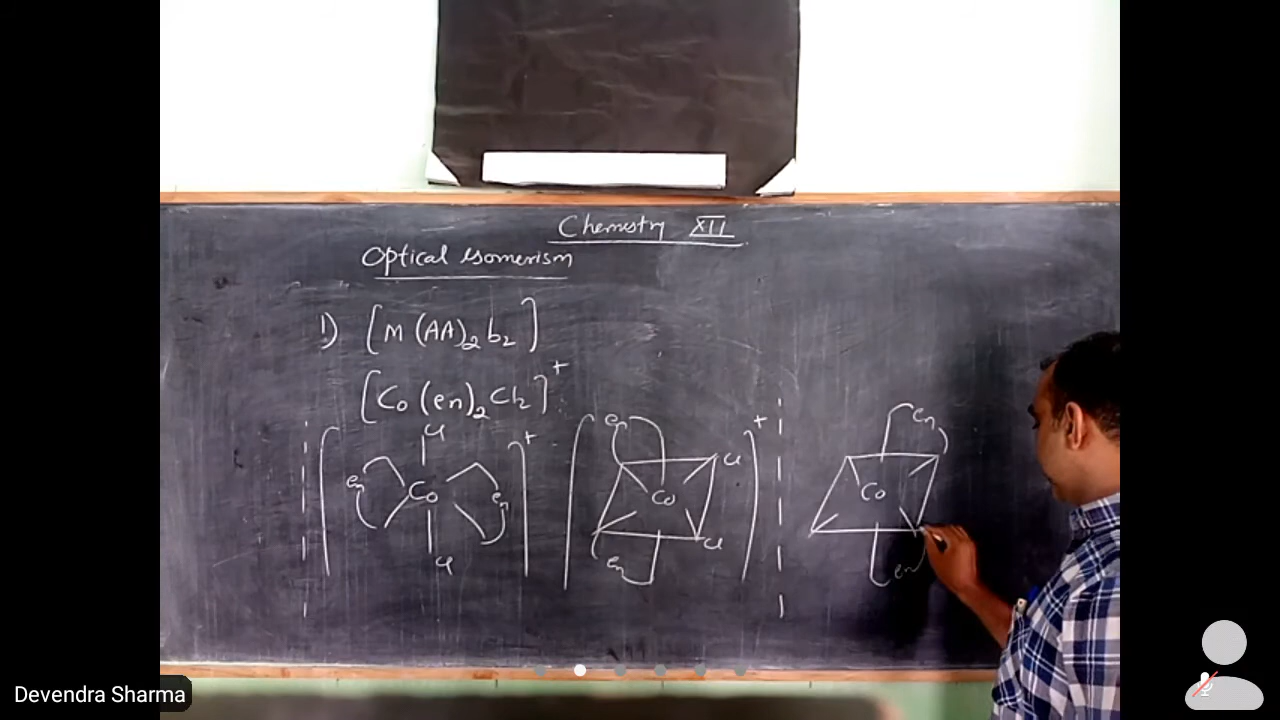 Chemistry XII
Optical isomerism
1) [M (AA)2 b2]
[Co (en)2 Cl2]+
[en Co en Cl Cl]+
[en Co Cl Cl en]+
en Co en
Devendra Sharma